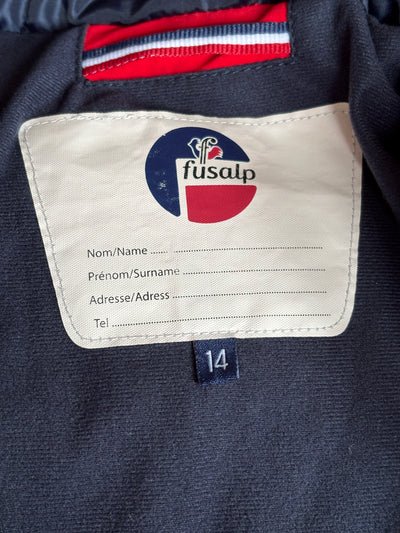 fusalp
Nom/Name
Prénom/Surname
Adresse/Adress
Tel
14